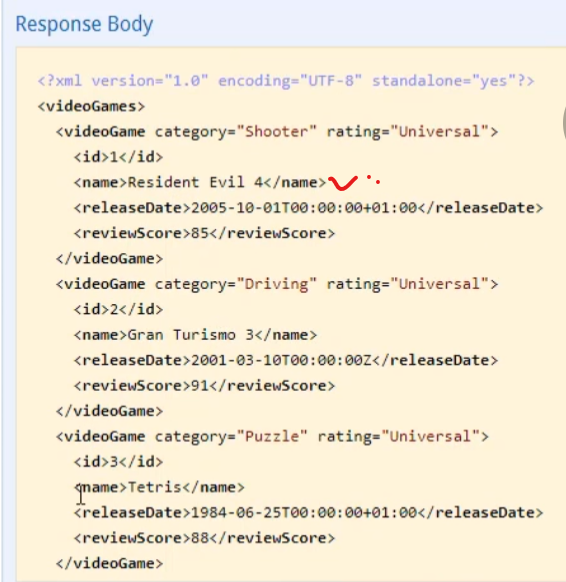 Response Body
<?xml version="1.0" encoding="UTF-8" standalone="yes"?>
<videoGames>
<videoGame category="Shooter" rating="Universal">
<id>1</id>
<name>Resident Evil 4</name>
<releaseDate>2005-10-01T00:00:00+01:00</releaseDate>
<reviewScore>85</reviewScore>
</videoGame>
<videoGame category="Driving" rating="Universal">
<id>2</id>
<name>Gran Turismo 3</name>
<releaseDate>2001-03-10T00:00:00Z</releaseDate>
<reviewScore>91</reviewScore>
</videoGame>
<videoGame category="Puzzle" rating="Universal">
<id>3</id>
<name>Tetris</name>
<releaseDate>1984-06-25T00:00:00+01:00</releaseDate>
<reviewScore>88</reviewScore>
</videoGame>